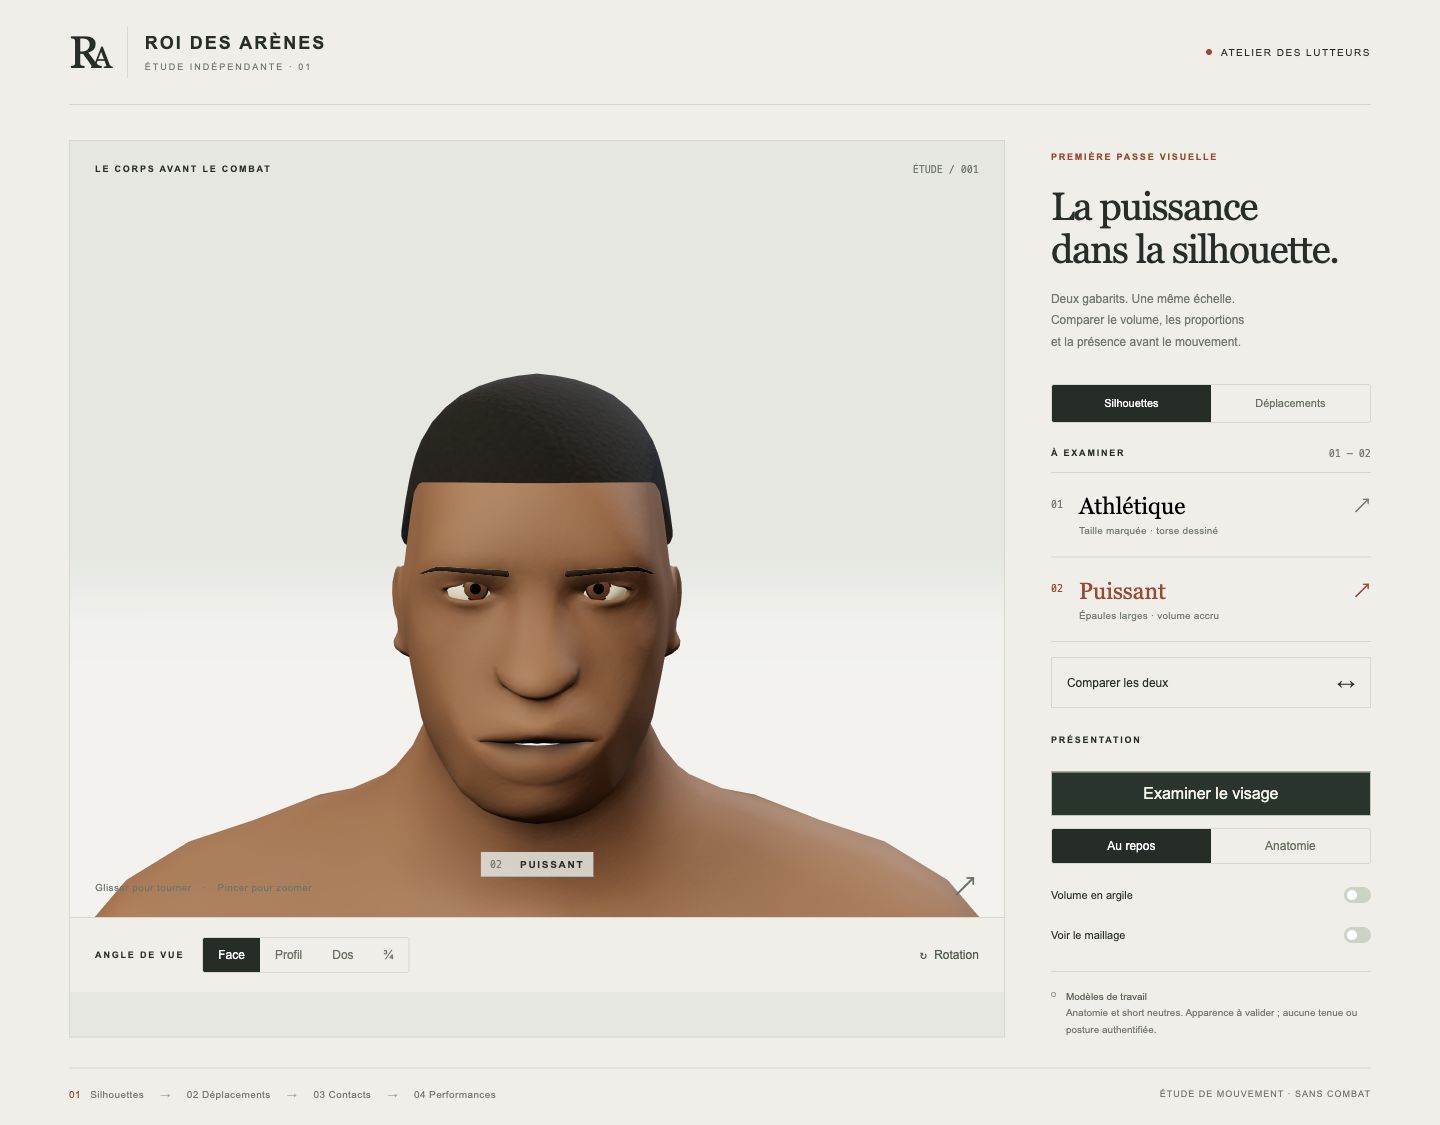 RA
ROI DES ARÈNES
ÉTUDE INDÉPENDANTE · 01
ATELIER DES LUTTEURS
LE CORPS AVANT LE COMBAT
ÉTUDE / 001
02 PUISSANT
Glisser pour tourner · Pincer pour zoomer
ANGLE DE VUE
Face
Profil
Dos
¾
↻ Rotation
PREMIÈRE PASSE VISUELLE
La puissance
dans la silhouette.
Deux gabarits. Une même échelle.
Comparer le volume, les proportions
et la présence avant le mouvement.
Silhouettes
Déplacements
À EXAMINER
01 — 02
01 Athlétique ↗
Taille marquée · torse dessiné
02 Puissant ↗
Épaules larges · volume accru
Comparer les deux ↔
PRÉSENTATION
Examiner le visage
Au repos
Anatomie
Volume en argile
Voir le maillage
Modèles de travail
Anatomie et short neutres. Apparence à valider ; aucune tenue ou
posture authentifiée.
01 Silhouettes → 02 Déplacements → 03 Contacts → 04 Performances
ÉTUDE DE MOUVEMENT · SANS COMBAT